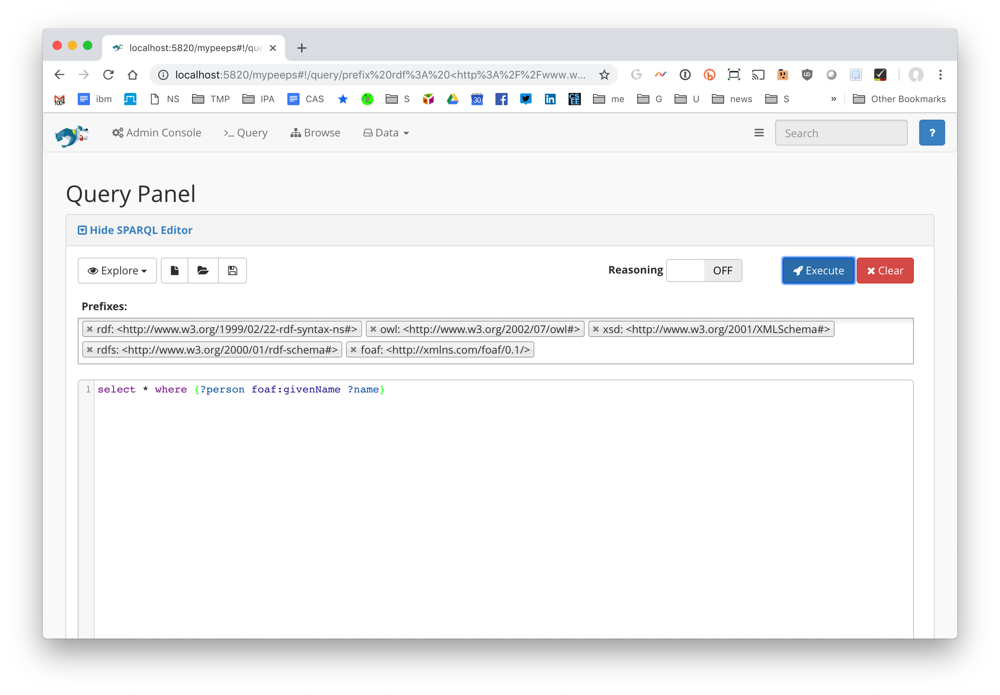 localhost:5820/mypeeps#!/que
localhost:5820/mypeeps#!/query/prefix%20rdf%3A%20<http%3A%2F%2Fwww.w...
100+ ibm NS TMP IPA CAS S 30 in CS EE me G U news S » Other Bookmarks
Admin Console >_ Query Browse Data Search ?
Query Panel
Hide SPARQL Editor
Explore Reasoning OFF Execute Clear
Prefixes:
rdf: <http://www.w3.org/1999/02/22-rdf-syntax-ns#> owl: <http://www.w3.org/2002/07/owl#> xsd: <http://www.w3.org/2001/XMLSchema#>
rdfs: <http://www.w3.org/2000/01/rdf-schema#> foaf: <http://xmlns.com/foaf/0.1/>
1 select * where {?person foaf:givenName ?name}